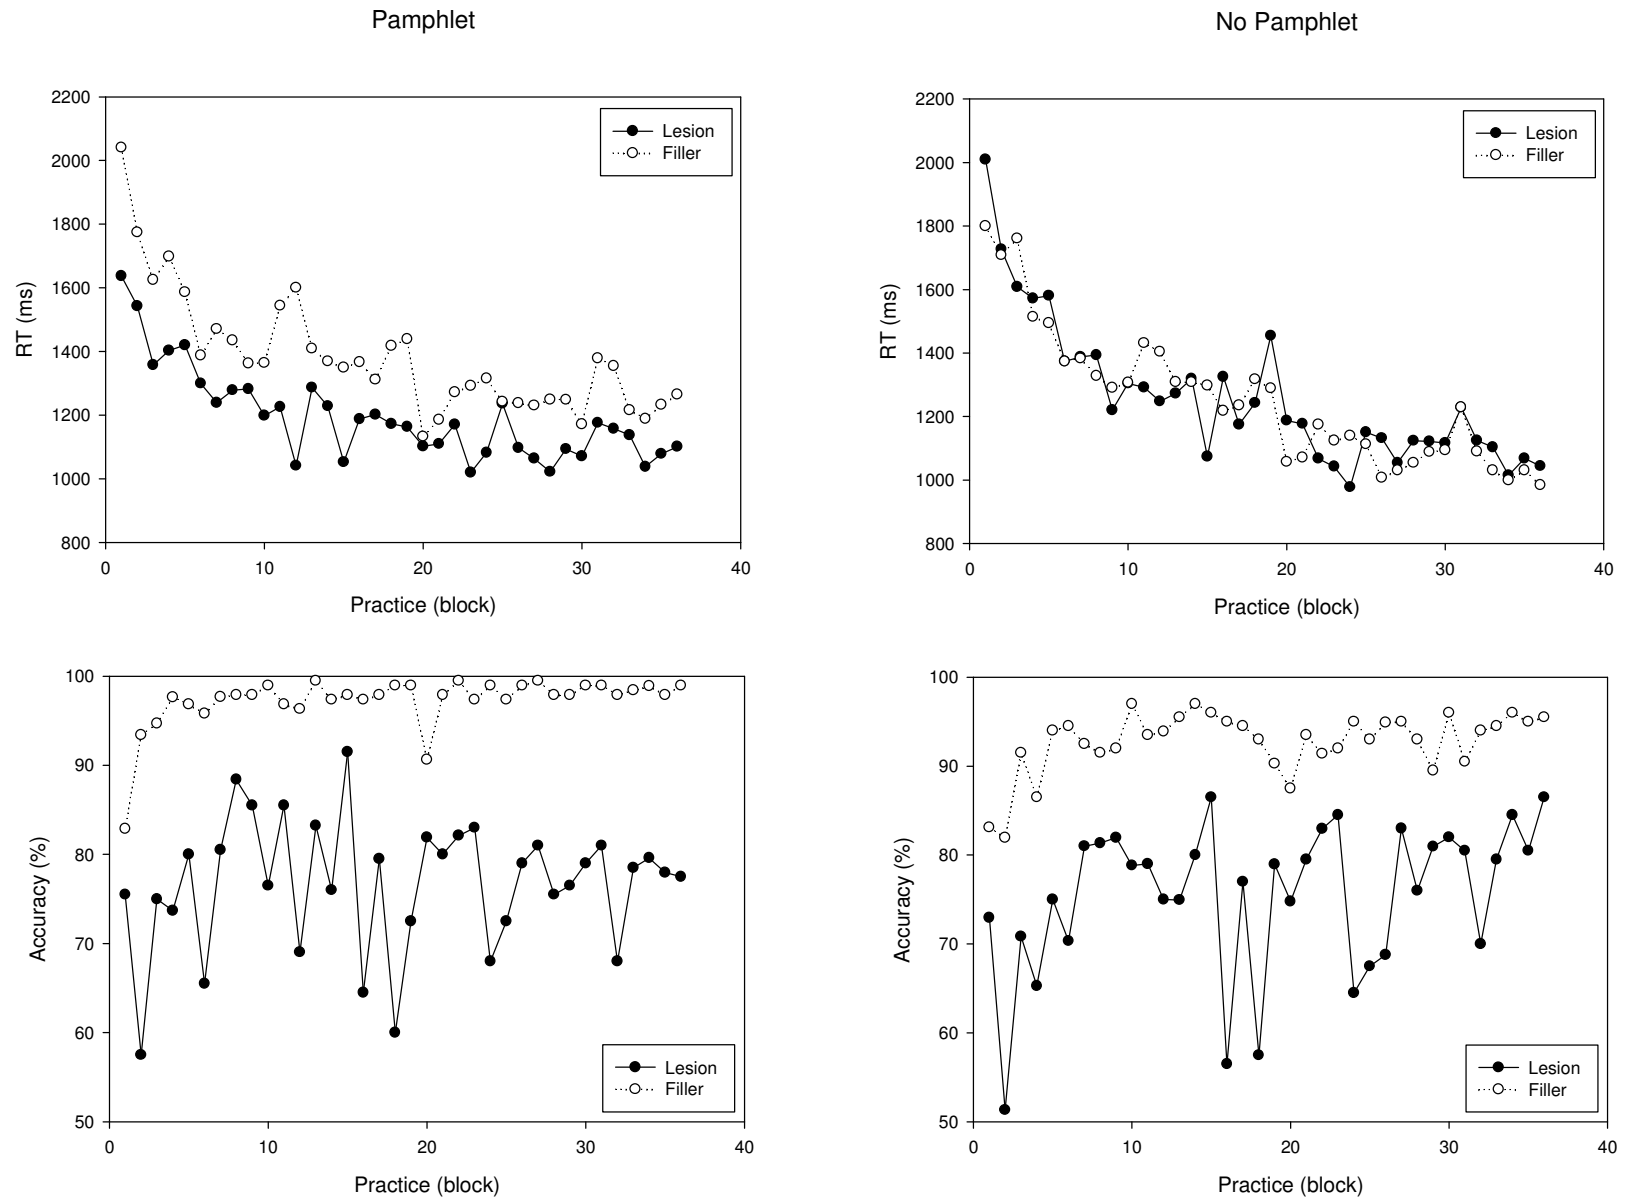 Pamphlet
No Pamphlet
2200
2000
1800
1600
1400
1200
1000
800
RT (ms)
Lesion
Filler
0 10 20 30 40
Practice (block)
2200
2000
1800
1600
1400
1200
1000
800
RT (ms)
Lesion
Filler
0 10 20 30 40
Practice (block)
100
90
80
70
60
50
Accuracy (%)
Lesion
Filler
0 10 20 30 40
Practice (block)
100
90
80
70
60
50
Accuracy (%)
Lesion
Filler
0 10 20 30 40
Practice (block)